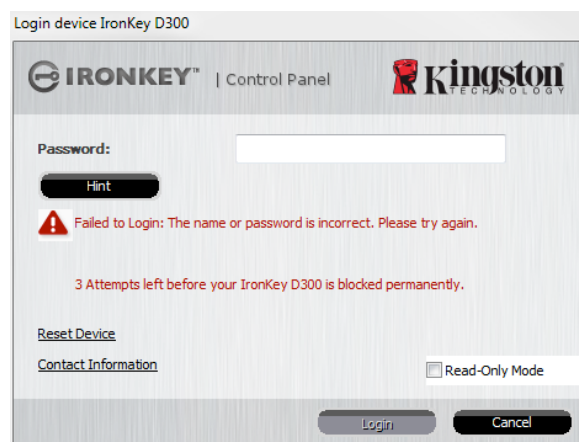 Login device IronKey D300
IRONKEY™ | Control Panel
Kingston
TECHNOLOGY
Password:
Hint
Failed to Login: The name or password is incorrect. Please try again.
3 Attempts left before your IronKey D300 is blocked permanently.
Reset Device
Contact Information
Read-Only Mode
Login Cancel